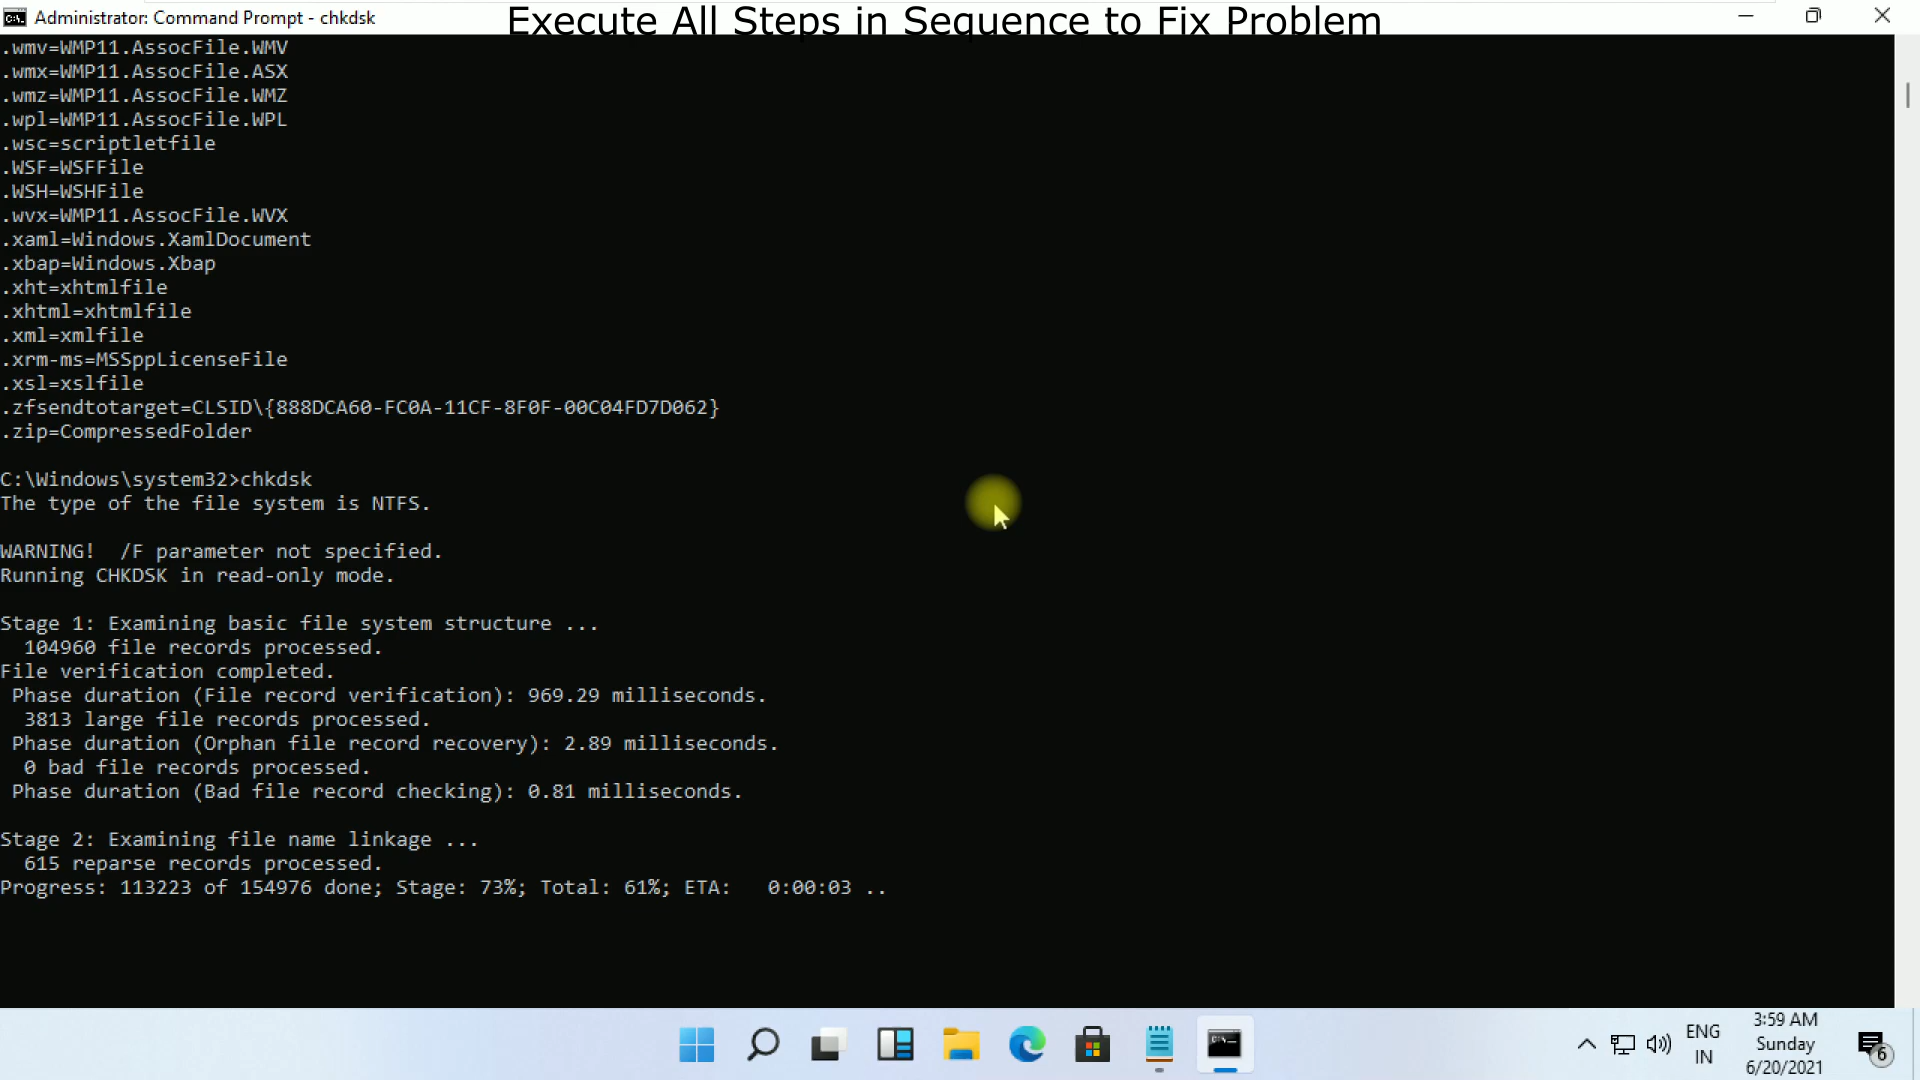 Administrator: Command Prompt - chkdsk
Execute All Steps in Sequence to Fix Problem
.wmv=WMP11.AssocFile.WMV
.wmx=WMP11.AssocFile.ASX
.wmz=WMP11.AssocFile.WMZ
.wpl=WMP11.AssocFile.WPL
.wsc=scriptletfile
.WSF=WSFFile
.WSH=WSHFile
.wvx=WMP11.AssocFile.WVX
.xaml=Windows.XamlDocument
.xbap=Windows.Xbap
.xht=xhtmlfile
.xhtml=xhtmlfile
.xml=xmlfile
.xrm-ms=MSSppLicenseFile
.xsl=xslfile
.zfsendtotarget=CLSID\{888DCA60-FC0A-11CF-8F0F-00C04FD7D062}
.zip=CompressedFolder
C:\Windows\system32>chkdsk
The type of the file system is NTFS.
WARNING!  /F parameter not specified.
Running CHKDSK in read-only mode.
Stage 1: Examining basic file system structure ...
104960 file records processed.
File verification completed.
Phase duration (File record verification): 969.29 milliseconds.
3813 large file records processed.
Phase duration (Orphan file record recovery): 2.89 milliseconds.
0 bad file records processed.
Phase duration (Bad file record checking): 0.81 milliseconds.
Stage 2: Examining file name linkage ...
615 reparse records processed.
Progress: 113223 of 154976 done; Stage: 73%; Total: 61%; ETA:   0:00:03 ..
ENG
IN
3:59 AM
Sunday
6/20/2021
6